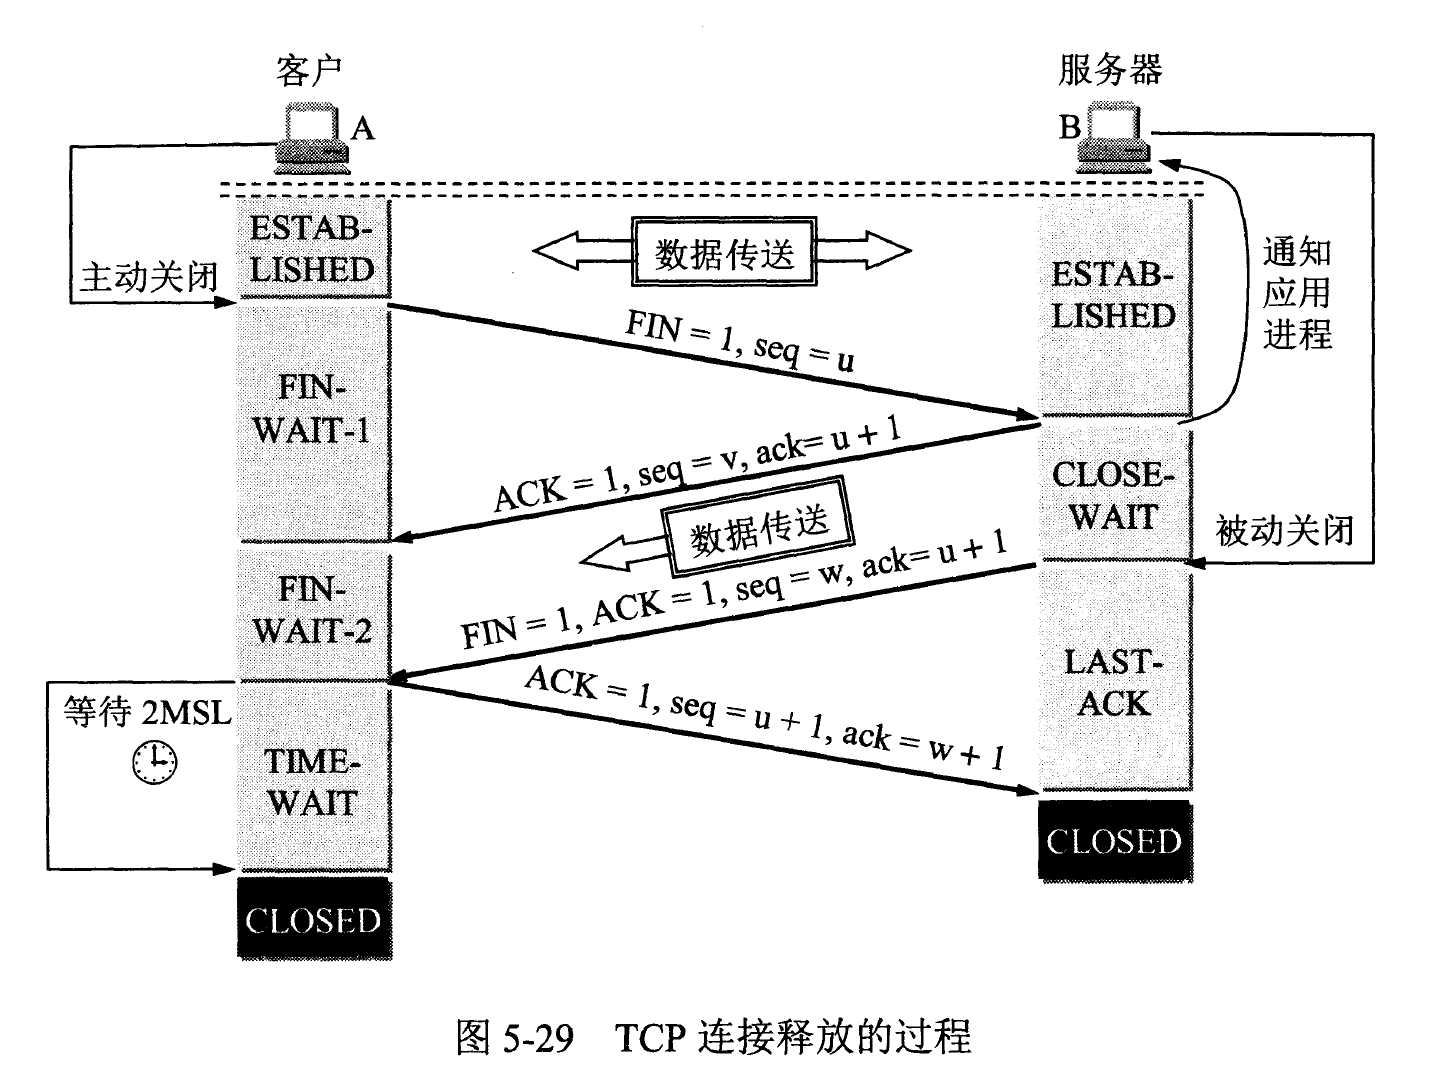 客户
服务器
A
B
ESTAB-
LISHED
数据传送
ESTAB-
LISHED
通知
应用
进程
主动关闭
FIN = 1, seq = u
FIN-
WAIT-1
ACK = 1, seq = v, ack= u + 1
CLOSE-
WAIT
数据传送
被动关闭
FIN-
WAIT-2
FIN = 1, ACK = 1, seq = w, ack= u + 1
LAST-
ACK
等待 2MSL
ACK = 1, seq = u + 1, ack = w + 1
TIME-
WAIT
CLOSED
CLOSED
图 5-29 TCP 连接释放的过程